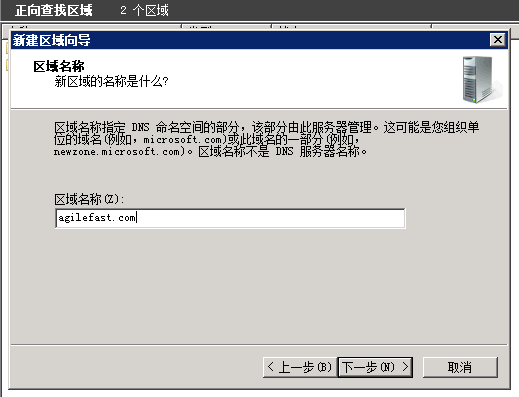 正向查找区域 2 个区域
新建区域向导
区域名称
新区域的名称是什么?
区域名称指定 DNS 命名空间的部分，该部分由此服务器管理。这可能是您组织单
位的域名(例如，microsoft.com)或此域名的一部分(例如，
newzone.microsoft.com)。区域名称不是 DNS 服务器名称。
区域名称(Z):
agilefast.com
< 上一步(B) 下一步(N) > 取消